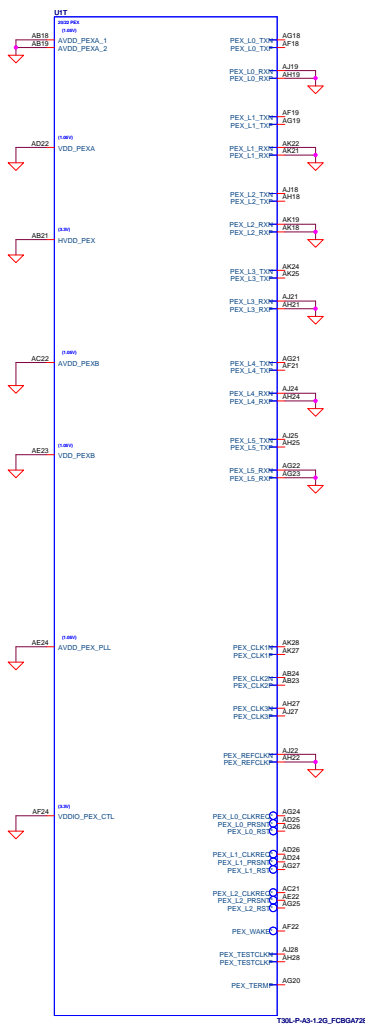 U1T
20/22 PEX
(1.05V)
AB18 AVDD_PEXA_1
AB19 AVDD_PEXA_2
(1.05V)
AD22 VDD_PEXA
(3.3V)
AB21 HVDD_PEX
(1.05V)
AC22 AVDD_PEXB
(1.05V)
AE23 VDD_PEXB
(1.05V)
AE24 AVDD_PEX_PLL
(3.3V)
AF24 VDDIO_PEX_CTL
PEX_L0_TXN AG18
PEX_L0_TXP AF18
PEX_L0_RXN AJ19
PEX_L0_RXP AH19
PEX_L1_TXN AF19
PEX_L1_TXP AG19
PEX_L1_RXN AK22
PEX_L1_RXP AK21
PEX_L2_TXN AJ18
PEX_L2_TXP AH18
PEX_L2_RXN AK19
PEX_L2_RXP AK18
PEX_L3_TXN AK24
PEX_L3_TXP AK25
PEX_L3_RXN AJ21
PEX_L3_RXP AH21
PEX_L4_TXN AG21
PEX_L4_TXP AF21
PEX_L4_RXN AJ24
PEX_L4_RXP AH24
PEX_L5_TXN AJ25
PEX_L5_TXP AH25
PEX_L5_RXN AG22
PEX_L5_RXP AG23
PEX_CLK1N AK28
PEX_CLK1P AK27
PEX_CLK2N AB24
PEX_CLK2P AB23
PEX_CLK3N AH27
PEX_CLK3P AJ27
PEX_REFCLKN AJ22
PEX_REFCLKP AH22
PEX_L0_CLKREQ AG24
PEX_L0_PRSNT AD25
PEX_L0_RST AG26
PEX_L1_CLKREQ AD26
PEX_L1_PRSNT AD24
PEX_L1_RST AG27
PEX_L2_CLKREQ AC21
PEX_L2_PRSNT AE22
PEX_L2_RST AG25
PEX_WAKE AF22
PEX_TESTCLKN AJ28
PEX_TESTCLKP AH28
PEX_TERMP AG20